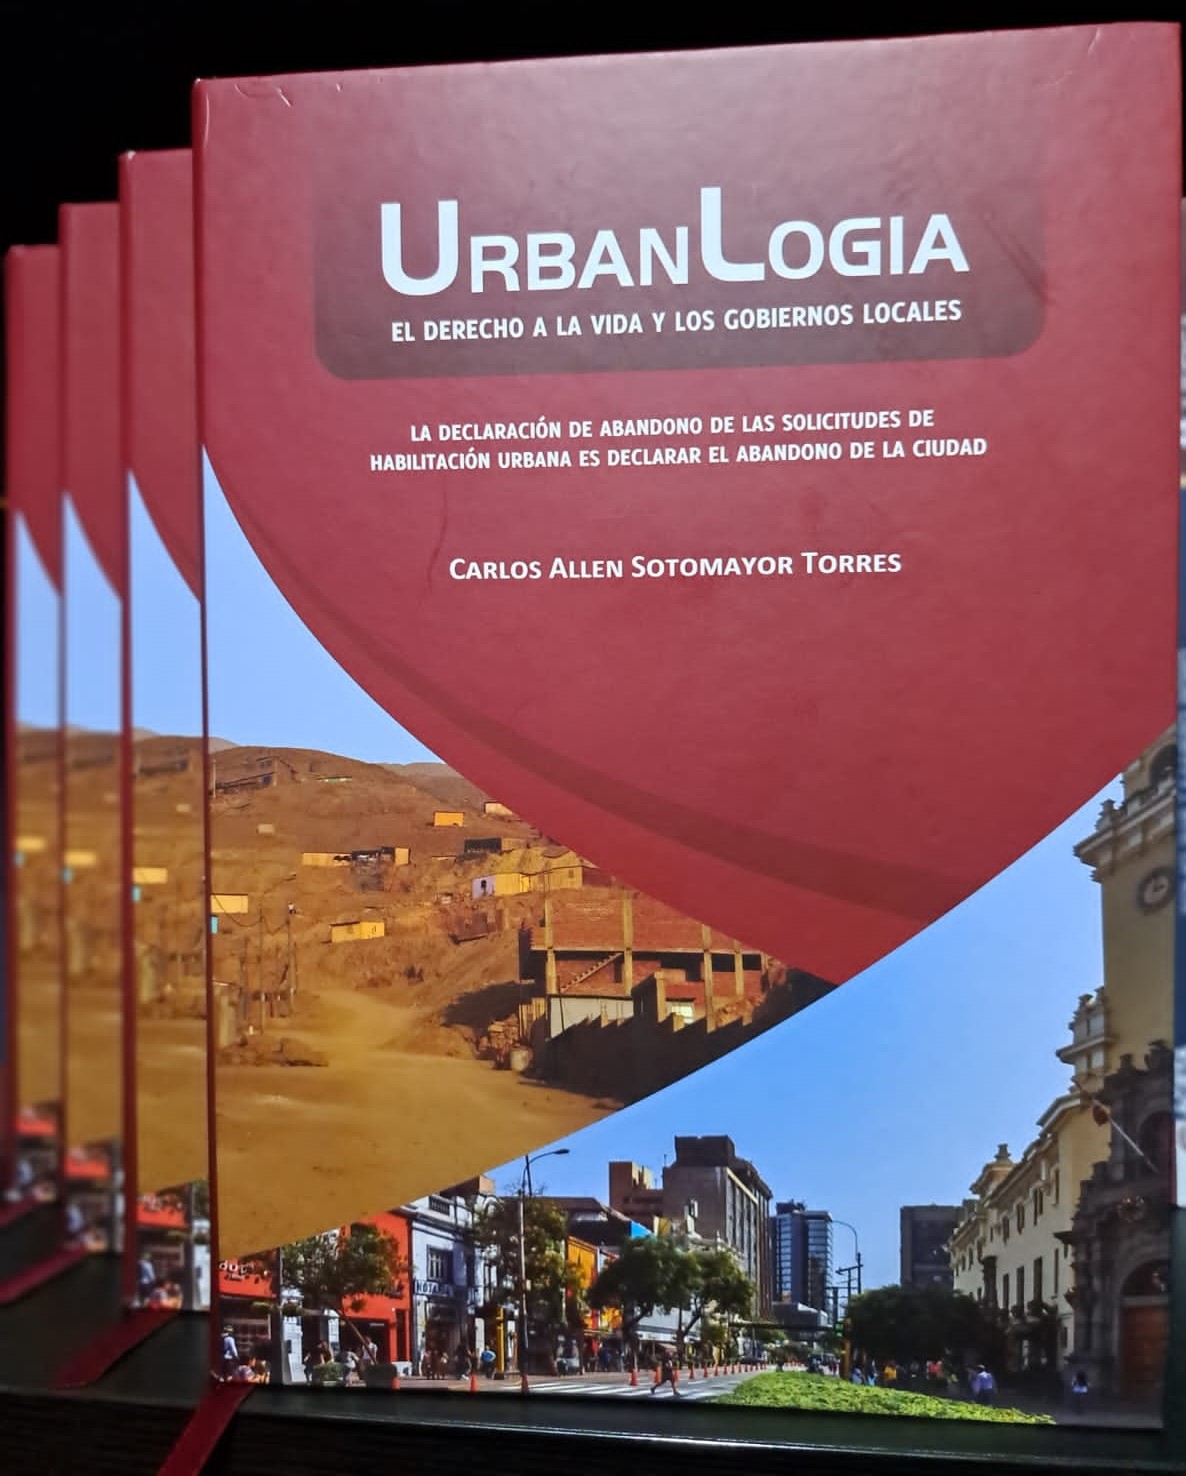 URBANLOGIA
EL DERECHO A LA VIDA Y LOS GOBIERNOS LOCALES
LA DECLARACIÓN DE ABANDONO DE LAS SOLICITUDES DE
HABILITACIÓN URBANA ES DECLARAR EL ABANDONO DE LA CIUDAD
CARLOS ALLEN SOTOMAYOR TORRES